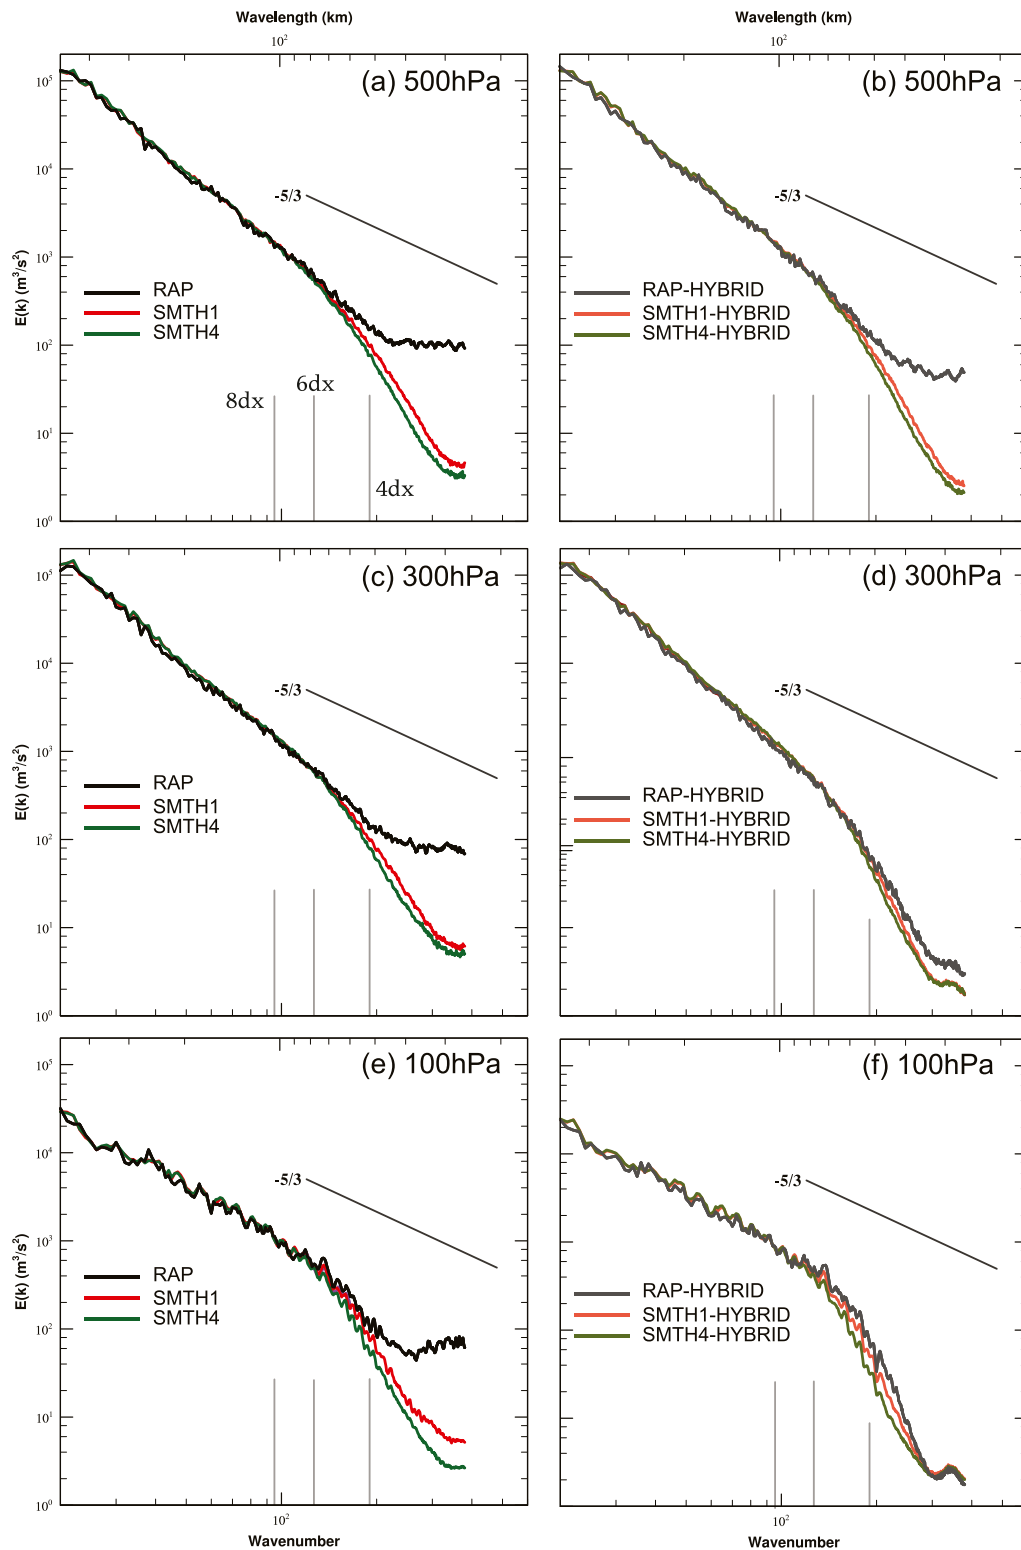 Wavelength (km)
10²
Wavelength (km)
10²
(a) 500hPa
10⁵
10⁴
10³
10²
10¹
10⁰
E(k) (m³/s²)
-5/3
RAP
SMTH1
SMTH4
8dx
6dx
4dx
(b) 500hPa
-5/3
RAP-HYBRID
SMTH1-HYBRID
SMTH4-HYBRID
(c) 300hPa
10⁵
10⁴
10³
10²
10¹
10⁰
E(k) (m³/s²)
-5/3
RAP
SMTH1
SMTH4
(d) 300hPa
-5/3
RAP-HYBRID
SMTH1-HYBRID
SMTH4-HYBRID
(e) 100hPa
10⁵
10⁴
10³
10²
10¹
10⁰
E(k) (m³/s²)
-5/3
RAP
SMTH1
SMTH4
10²
Wavenumber
(f) 100hPa
-5/3
RAP-HYBRID
SMTH1-HYBRID
SMTH4-HYBRID
10²
Wavenumber